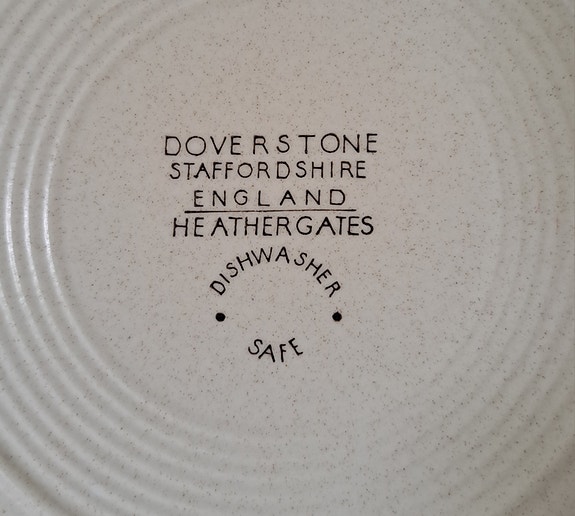 DOVERSTONE
STAFFORDSHIRE
ENGLAND
HEATHERGATES
DISHWASHER
SAFE